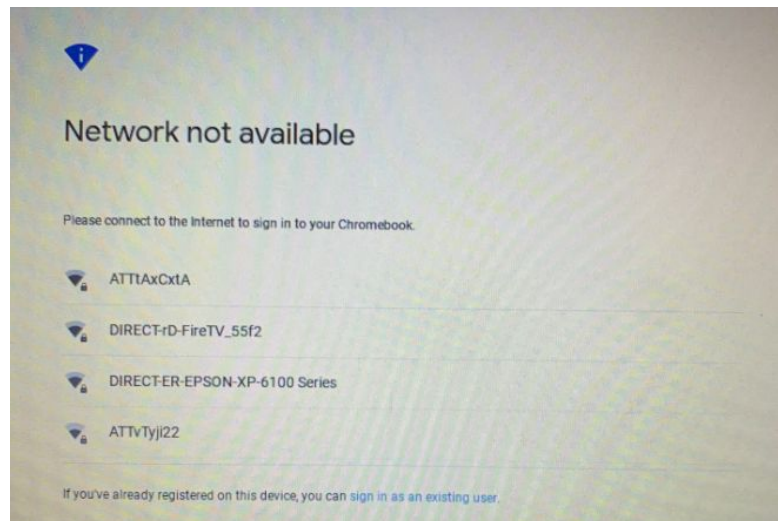 Network not available
Please connect to the Internet to sign in to your Chromebook.
ATTtAxCxtA
DIRECT-rD-FireTV_55f2
DIRECT-ER-EPSON-XP-6100 Series
ATTvTyji22
If you've already registered on this device, you can sign in as an existing user.